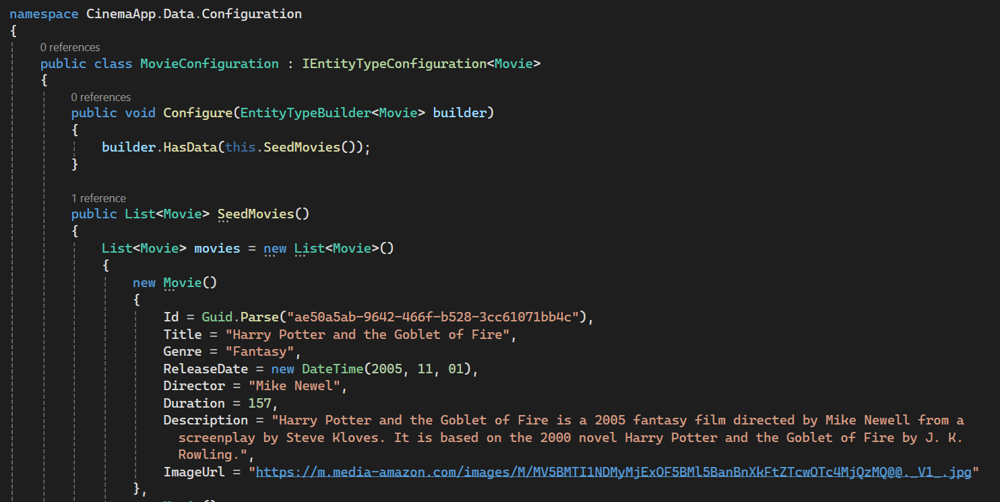 namespace CinemaApp.Data.Configuration
{
0 references
public class MovieConfiguration : IEntityTypeConfiguration<Movie>
{
0 references
public void Configure(EntityTypeBuilder<Movie> builder)
{
builder.HasData(this.SeedMovies());
}
1 reference
public List<Movie> SeedMovies()
{
List<Movie> movies = new List<Movie>()
{
new Movie()
{
Id = Guid.Parse("ae50a5ab-9642-466f-b528-3cc61071bb4c"),
Title = "Harry Potter and the Goblet of Fire",
Genre = "Fantasy",
ReleaseDate = new DateTime(2005, 11, 01),
Director = "Mike Newel",
Duration = 157,
Description = "Harry Potter and the Goblet of Fire is a 2005 fantasy film directed by Mike Newell from a
screenplay by Steve Kloves. It is based on the 2000 novel Harry Potter and the Goblet of Fire by J. K.
Rowling.",
ImageUrl = "https://m.media-amazon.com/images/M/MV5BMTI1NDMyMjExOF5BMl5BanBnXkFtZTcwOTc4MjQzMQ@@._V1_.jpg"
},